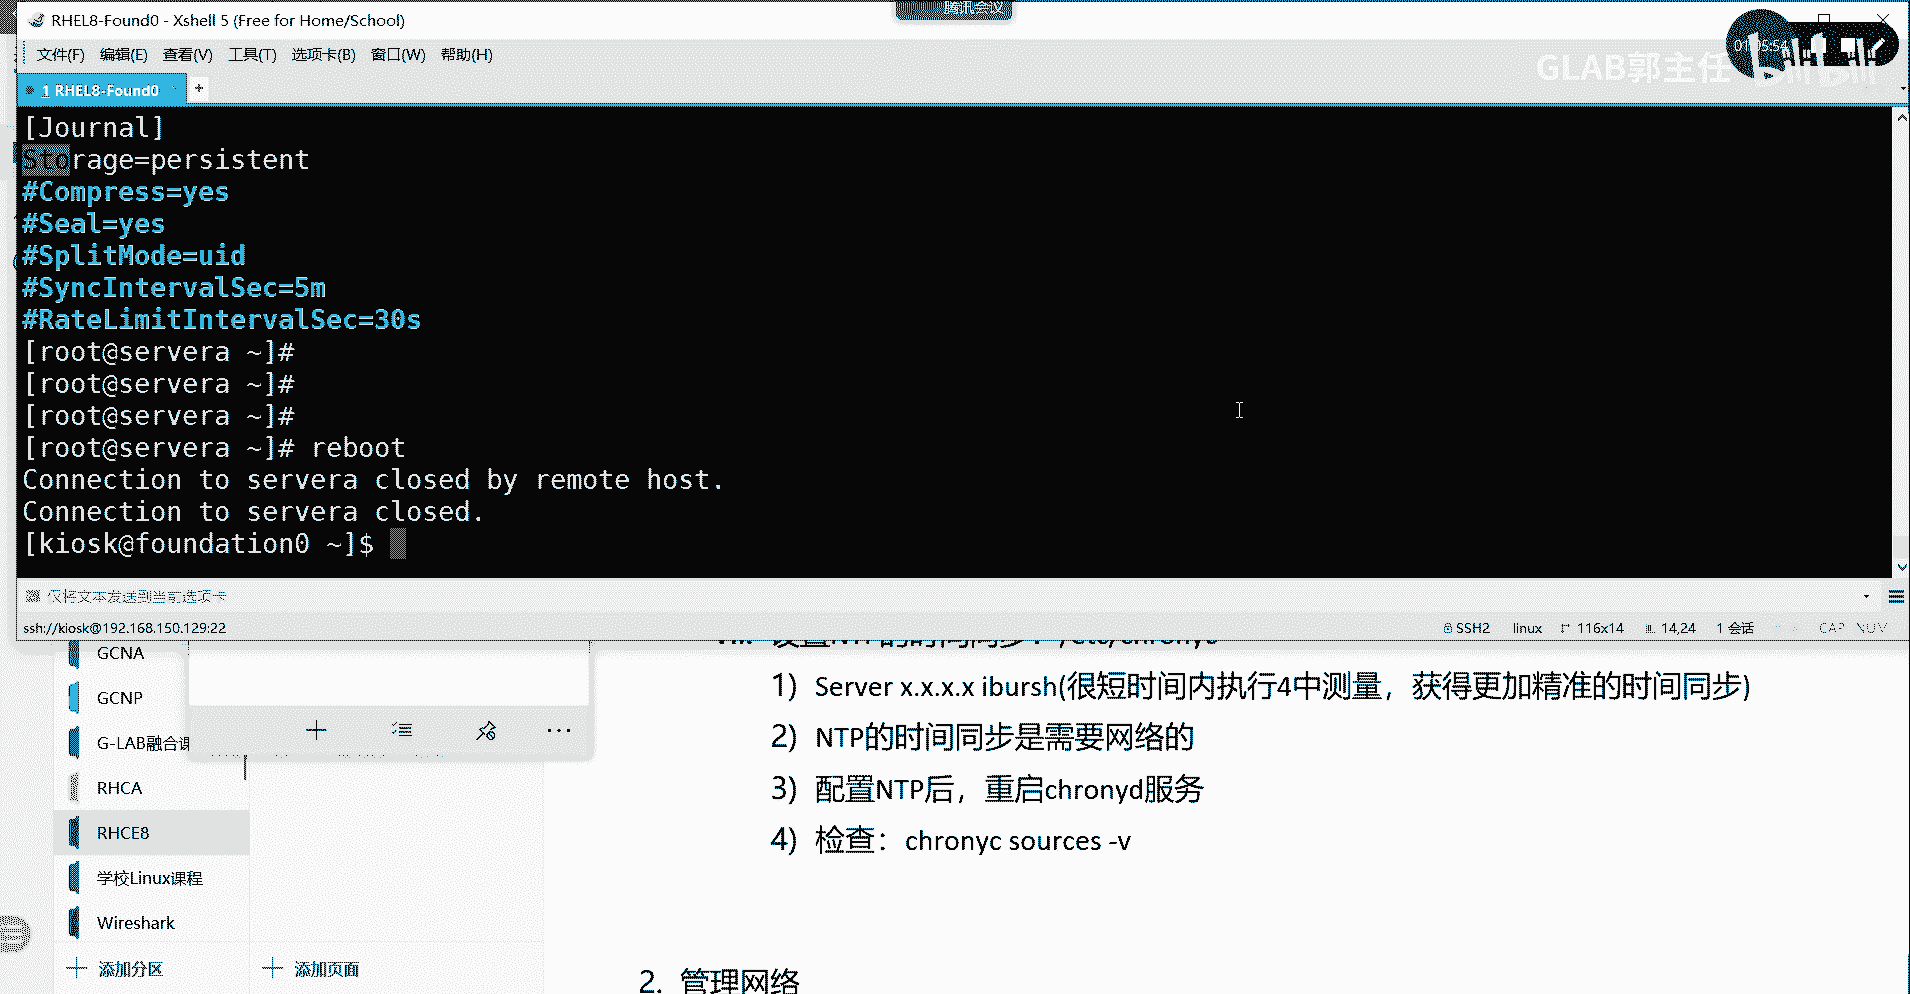 腾讯会议
RHEL8-Found0 - Xshell 5 (Free for Home/School)
01:05:54
文件(F) 编辑(E) 查看(V) 工具(T) 选项卡(B) 窗口(W) 帮助(H)
GLAB郭主任
1 RHEL8-Found0
[Journal]
Storage=persistent
#Compress=yes
#Seal=yes
#SplitMode=uid
#SyncIntervalSec=5m
#RateLimitIntervalSec=30s
[root@servera ~]#
[root@servera ~]#
[root@servera ~]#
[root@servera ~]# reboot
Connection to servera closed by remote host.
Connection to servera closed.
[kiosk@foundation0 ~]$
仅将文本发送到当前选项卡
ssh://kiosk@192.168.150.129:22
SSH2 linux 116x14 14,24 1 会话 CAP NUM
GCNA
GCNP
G-LAB融合
RHCA
RHCE8
学校Linux课程
Wireshark
添加分区
添加页面
1) Server x.x.x.x ibursh(很短时间内执行4中测量，获得更加精准的时间同步)
2) NTP的时间同步是需要网络的
3) 配置NTP后，重启chronyd服务
4) 检查：chronyc sources -v
2. 管理网络